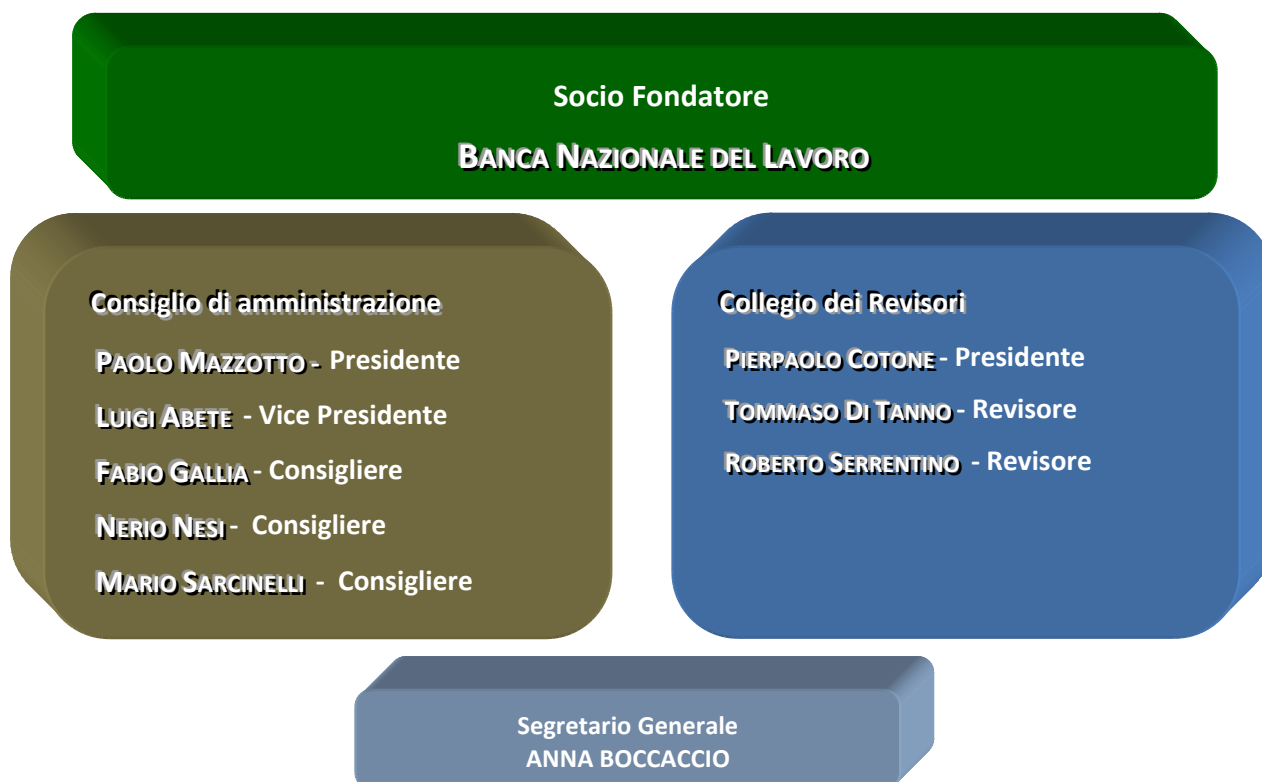 Socio Fondatore
BANCA NAZIONALE DEL LAVORO
Consiglio di amministrazione
PAOLO MAZZOTTO - Presidente
LUIGI ABETE - Vice Presidente
FABIO GALLIA - Consigliere
NERIO NESI - Consigliere
MARIO SARCINELLI - Consigliere
Collegio dei Revisori
PIERPAOLO COTONE - Presidente
TOMMASO DI TANNO - Revisore
ROBERTO SERRENTINO - Revisore
Segretario Generale
ANNA BOCCACCIO